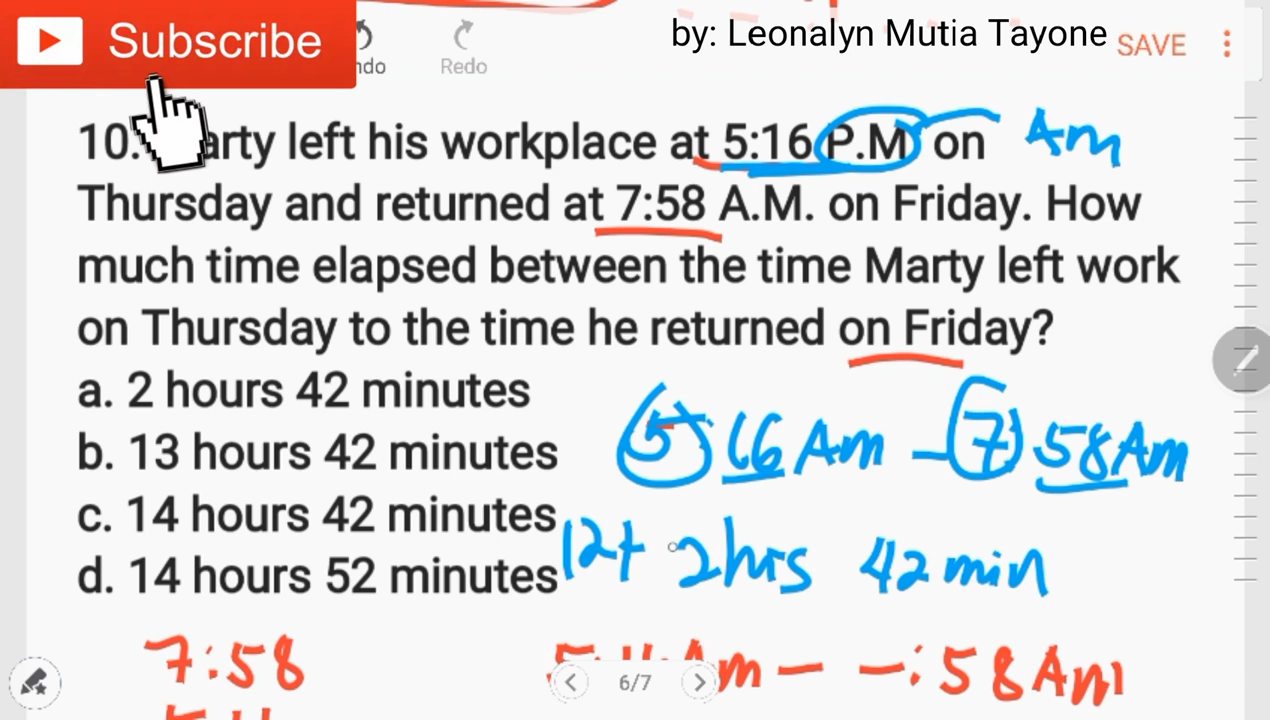 Subscribe
by: Leonalyn Mutia Tayone
Redo
SAVE
10. Marty left his workplace at 5:16 P.M on Am
Thursday and returned at 7:58 A.M. on Friday. How
much time elapsed between the time Marty left work
on Thursday to the time he returned on Friday?
a. 2 hours 42 minutes
b. 13 hours 42 minutes
c. 14 hours 42 minutes
d. 14 hours 52 minutes
5:16 Am - 7:58 Am
12+ 2hrs 42 min
7:58
Am - -:58 Am
6/7